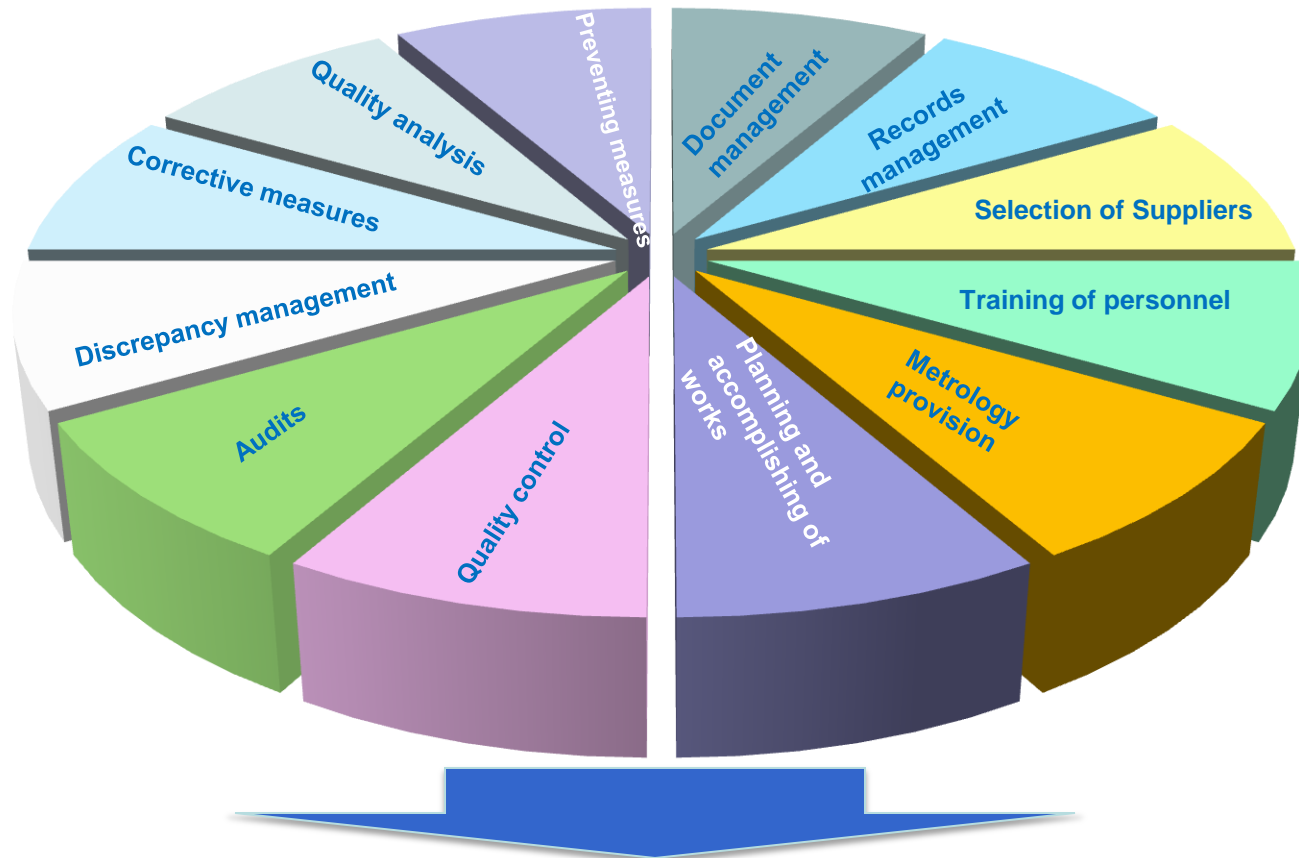 Document
management
Records
management
Selection of Suppliers
Training of personnel
Metrology
provision
Planning and
accomplishing of
works
Quality control
Audits
Discrepancy management
Corrective measures
Quality analysis
Preventing measures